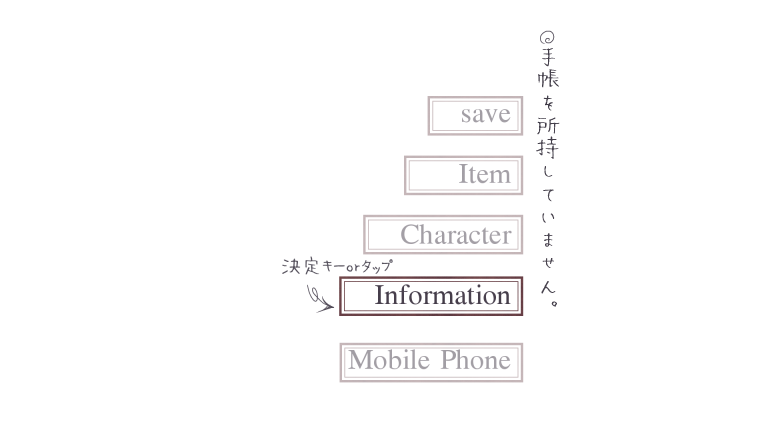 ◎手帳を所持していません。
save
Item
Character
決定キーorタップ
Information
Mobile Phone